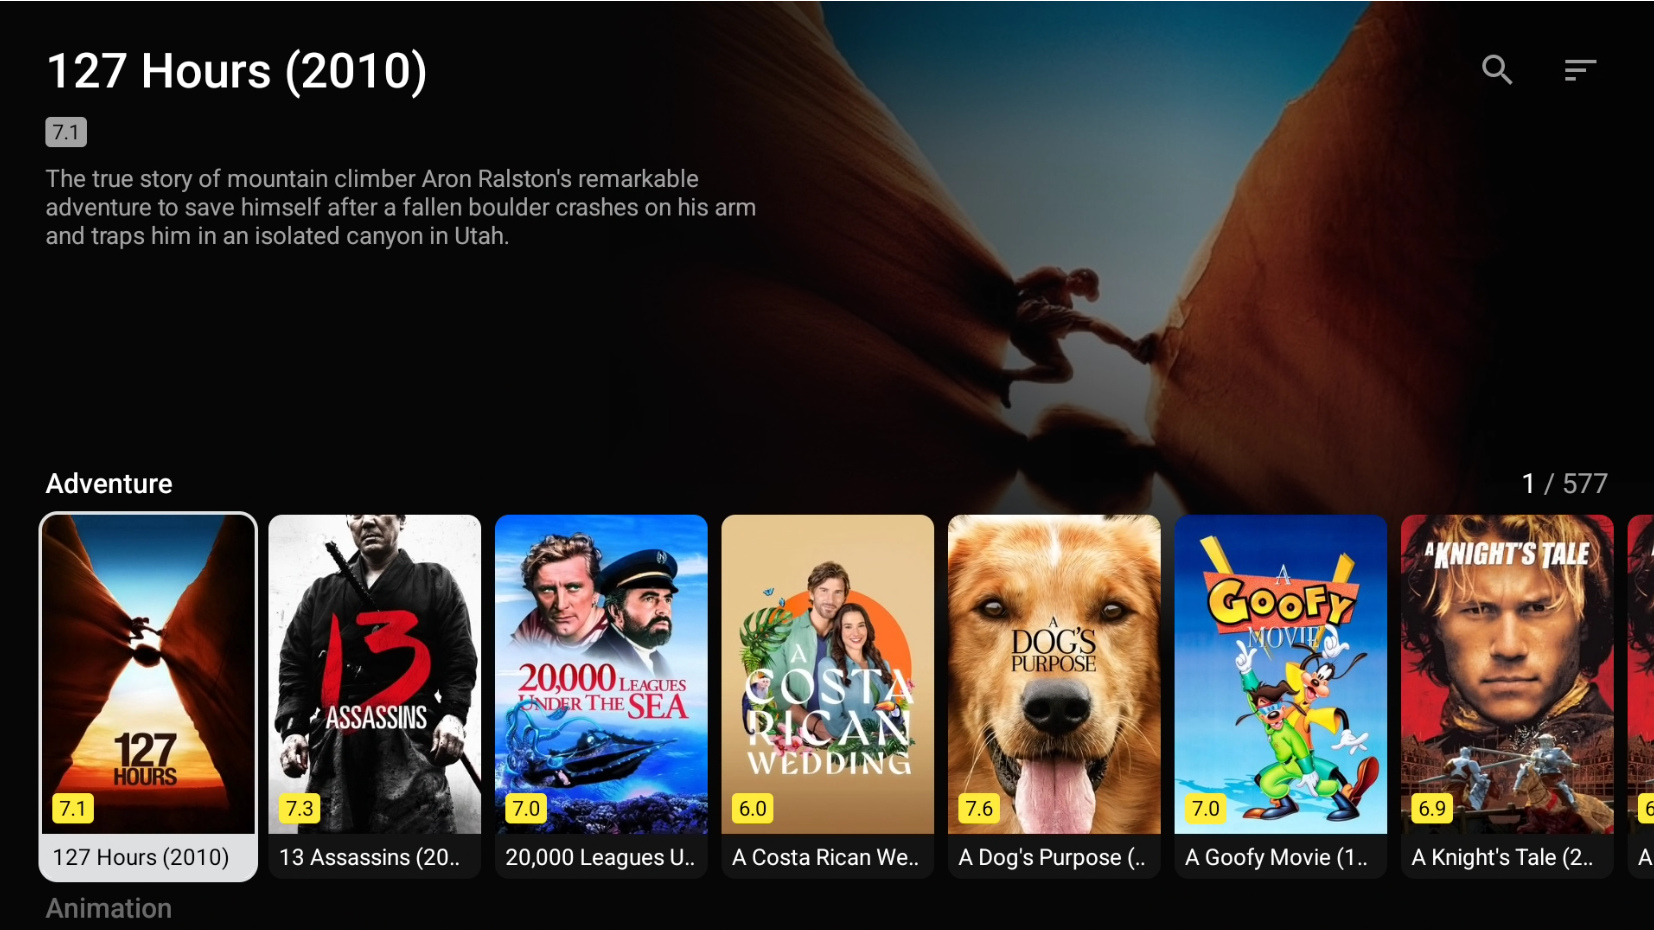 127 Hours (2010)
7.1
The true story of mountain climber Aron Ralston's remarkable
adventure to save himself after a fallen boulder crashes on his arm
and traps him in an isolated canyon in Utah.
Adventure
1 / 577
127
HOURS
7.1
127 Hours (2010)
13
ASSASSINS
7.3
13 Assassins (20..
20,000 LEAGUES
UNDER THE SEA
7.0
20,000 Leagues U..
A
COSTA
RICAN
WEDDING
6.0
A Costa Rican We..
A
DOG'S
PURPOSE
7.6
A Dog's Purpose (..
A
GOOFY
MOVIE
7.0
A Goofy Movie (1..
A KNIGHT'S TALE
6.9
A Knight's Tale (2..
6
A
Animation